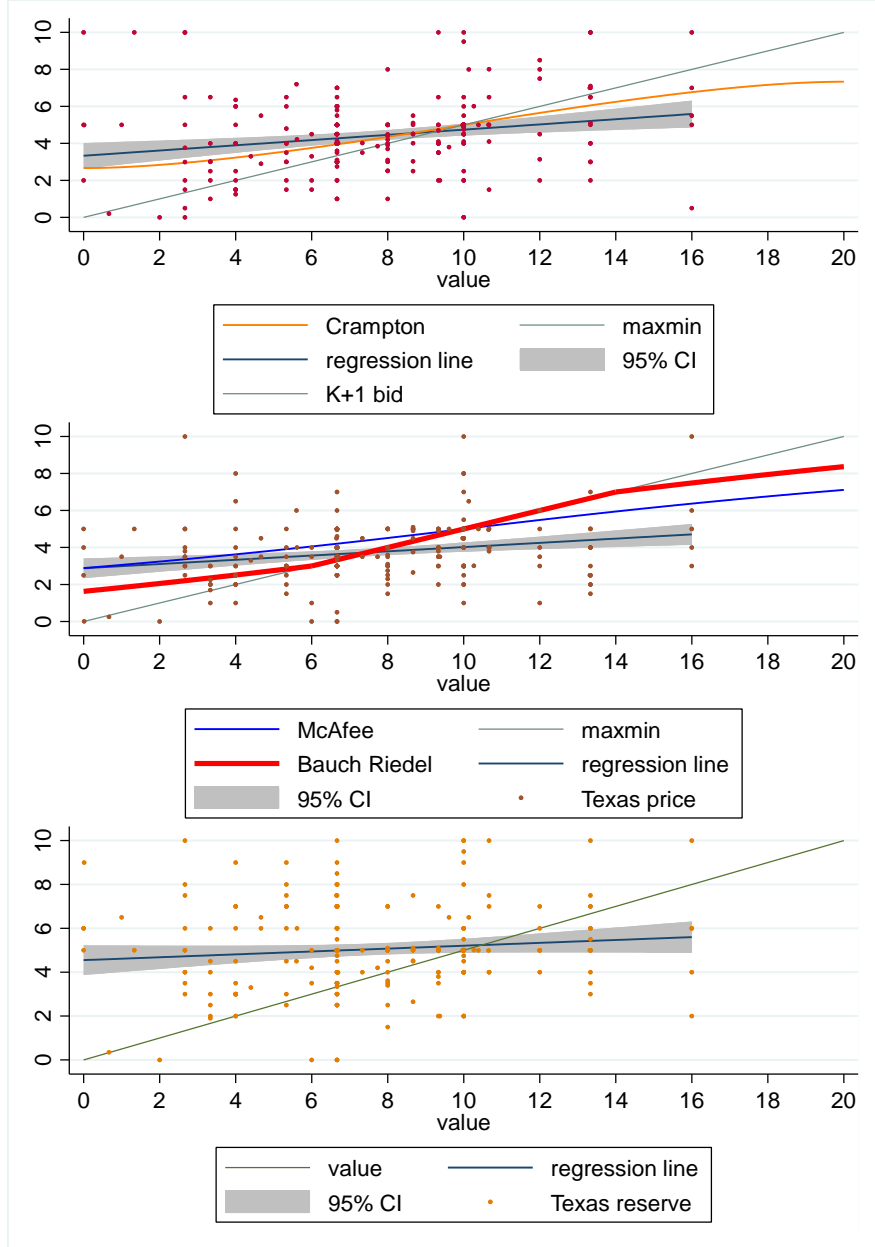 0 2 4 6 8 10
0 2 4 6 8 10 12 14 16 18 20
value
Crampton maxmin
regression line 95% CI
K+1 bid
0 2 4 6 8 10
0 2 4 6 8 10 12 14 16 18 20
value
McAfee maxmin
Bauch Riedel regression line
95% CI Texas price
0 2 4 6 8 10
0 2 4 6 8 10 12 14 16 18 20
value
value regression line
95% CI Texas reserve